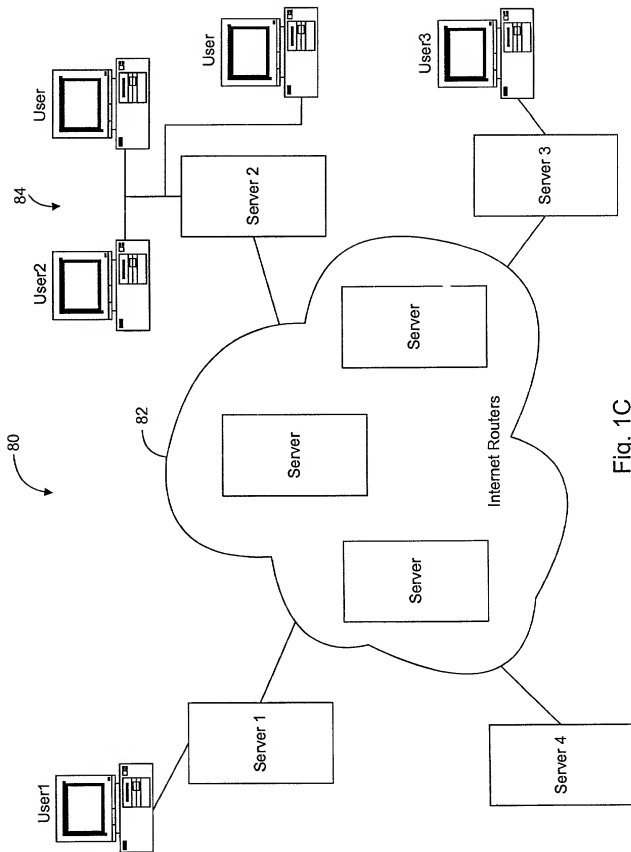 80
82
84
User1
User2
User
User
User3
Server 1
Server 2
Server 3
Server 4
Server
Server
Server
Internet Routers
Fig. 1C